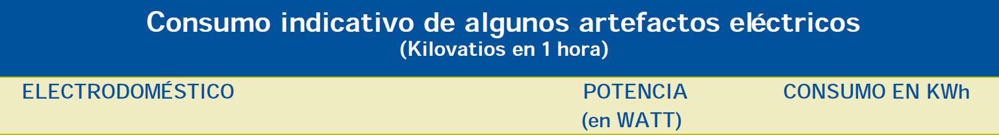 Consumo indicativo de algunos artefactos eléctricos
(Kilovatios en 1 hora)
ELECTRODOMÉSTICO POTENCIA CONSUMO EN KWh
(en WATT)